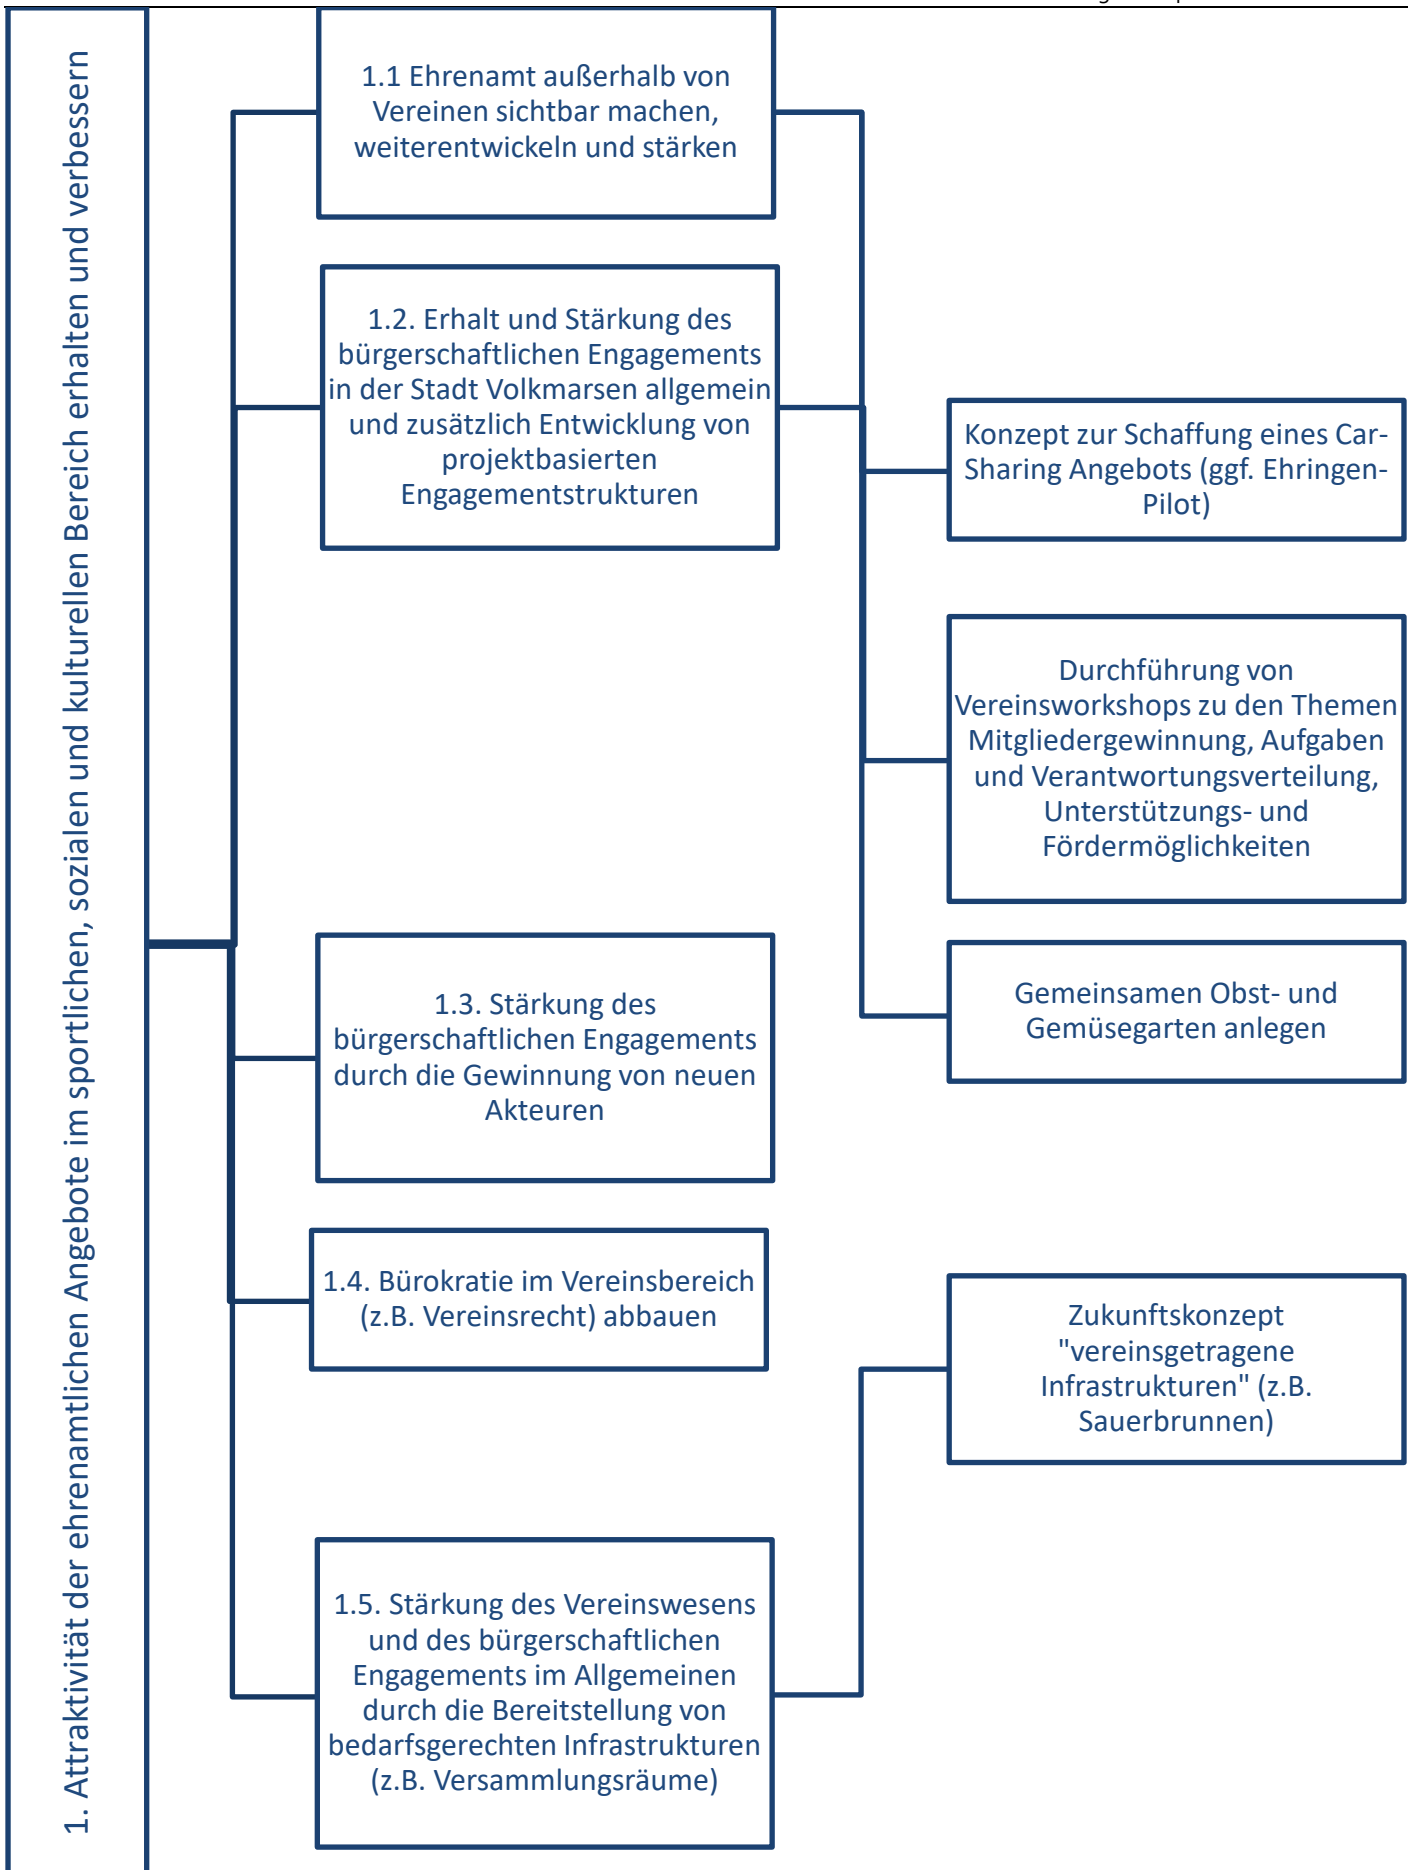 1. Attraktivität der ehrenamtlichen Angebote im sportlichen, sozialen und kulturellen Bereich erhalten und verbessern
1.1 Ehrenamt außerhalb von
Vereinen sichtbar machen,
weiterentwickeln und stärken
1.2. Erhalt und Stärkung des
bürgerschaftlichen Engagements
in der Stadt Volkmarsen allgemein
und zusätzlich Entwicklung von
projektbasierten
Engagementstrukturen
Konzept zur Schaffung eines Car-
Sharing Angebots (ggf. Ehringen-
Pilot)
Durchführung von
Vereinsworkshops zu den Themen
Mitgliedergewinnung, Aufgaben
und Verantwortungsverteilung,
Unterstützungs- und
Fördermöglichkeiten
Gemeinsamen Obst- und
Gemüsegarten anlegen
1.3. Stärkung des
bürgerschaftlichen Engagements
durch die Gewinnung von neuen
Akteuren
1.4. Bürokratie im Vereinsbereich
(z.B. Vereinsrecht) abbauen
1.5. Stärkung des Vereinswesens
und des bürgerschaftlichen
Engagements im Allgemeinen
durch die Bereitstellung von
bedarfsgerechten Infrastrukturen
(z.B. Versammlungsräume)
Zukunftskonzept
"vereinsgetragene
Infrastrukturen" (z.B.
Sauerbrunnen)